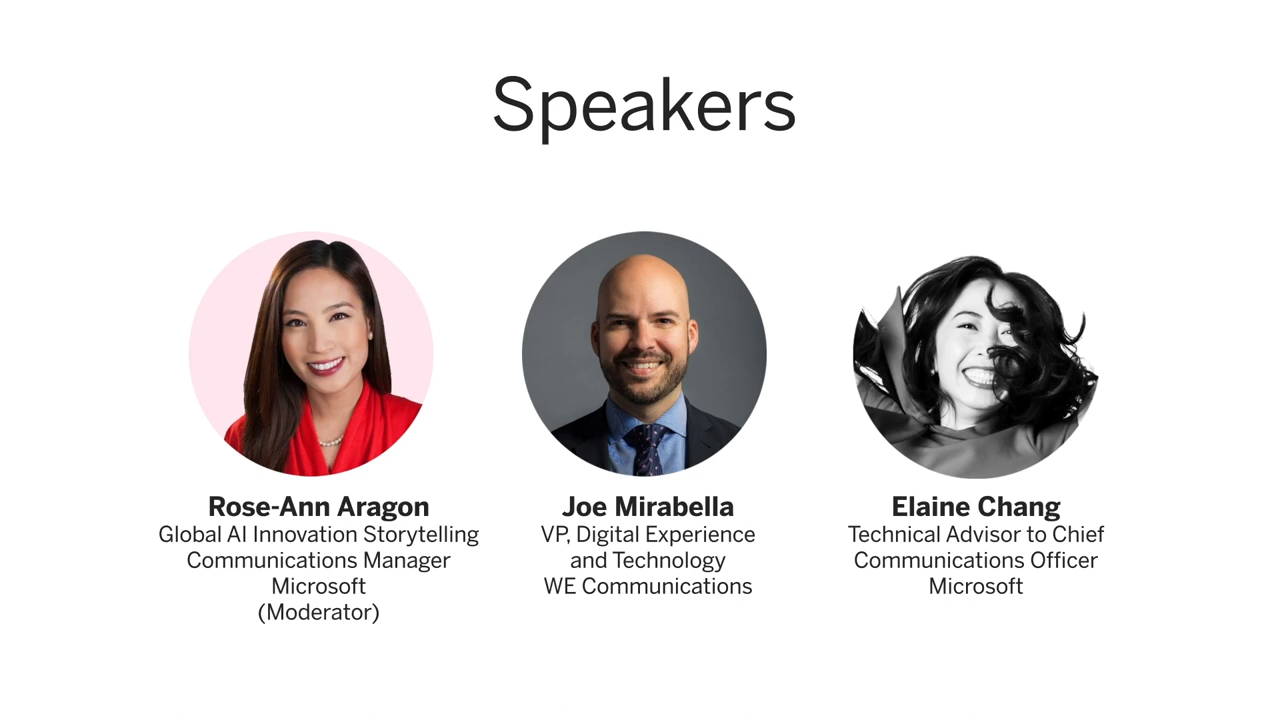 Speakers
Rose-Ann Aragon
Global AI Innovation Storytelling
Communications Manager
Microsoft
(Moderator)
Joe Mirabella
VP, Digital Experience
and Technology
WE Communications
Elaine Chang
Technical Advisor to Chief
Communications Officer
Microsoft